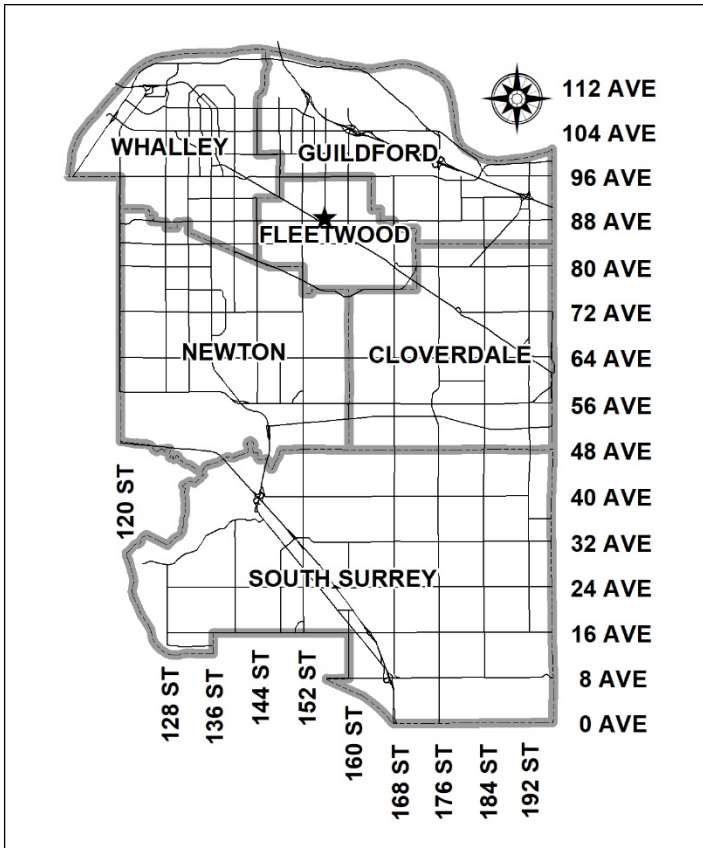 112 AVE
104 AVE
WHALLEY
GUILDFORD
96 AVE
88 AVE
FLEETWOOD
80 AVE
72 AVE
NEWTON
CLOVERDALE
64 AVE
56 AVE
48 AVE
120 ST
40 AVE
32 AVE
SOUTH SURREY
24 AVE
16 AVE
8 AVE
0 AVE
128 ST
136 ST
144 ST
152 ST
160 ST
168 ST
176 ST
184 ST
192 ST